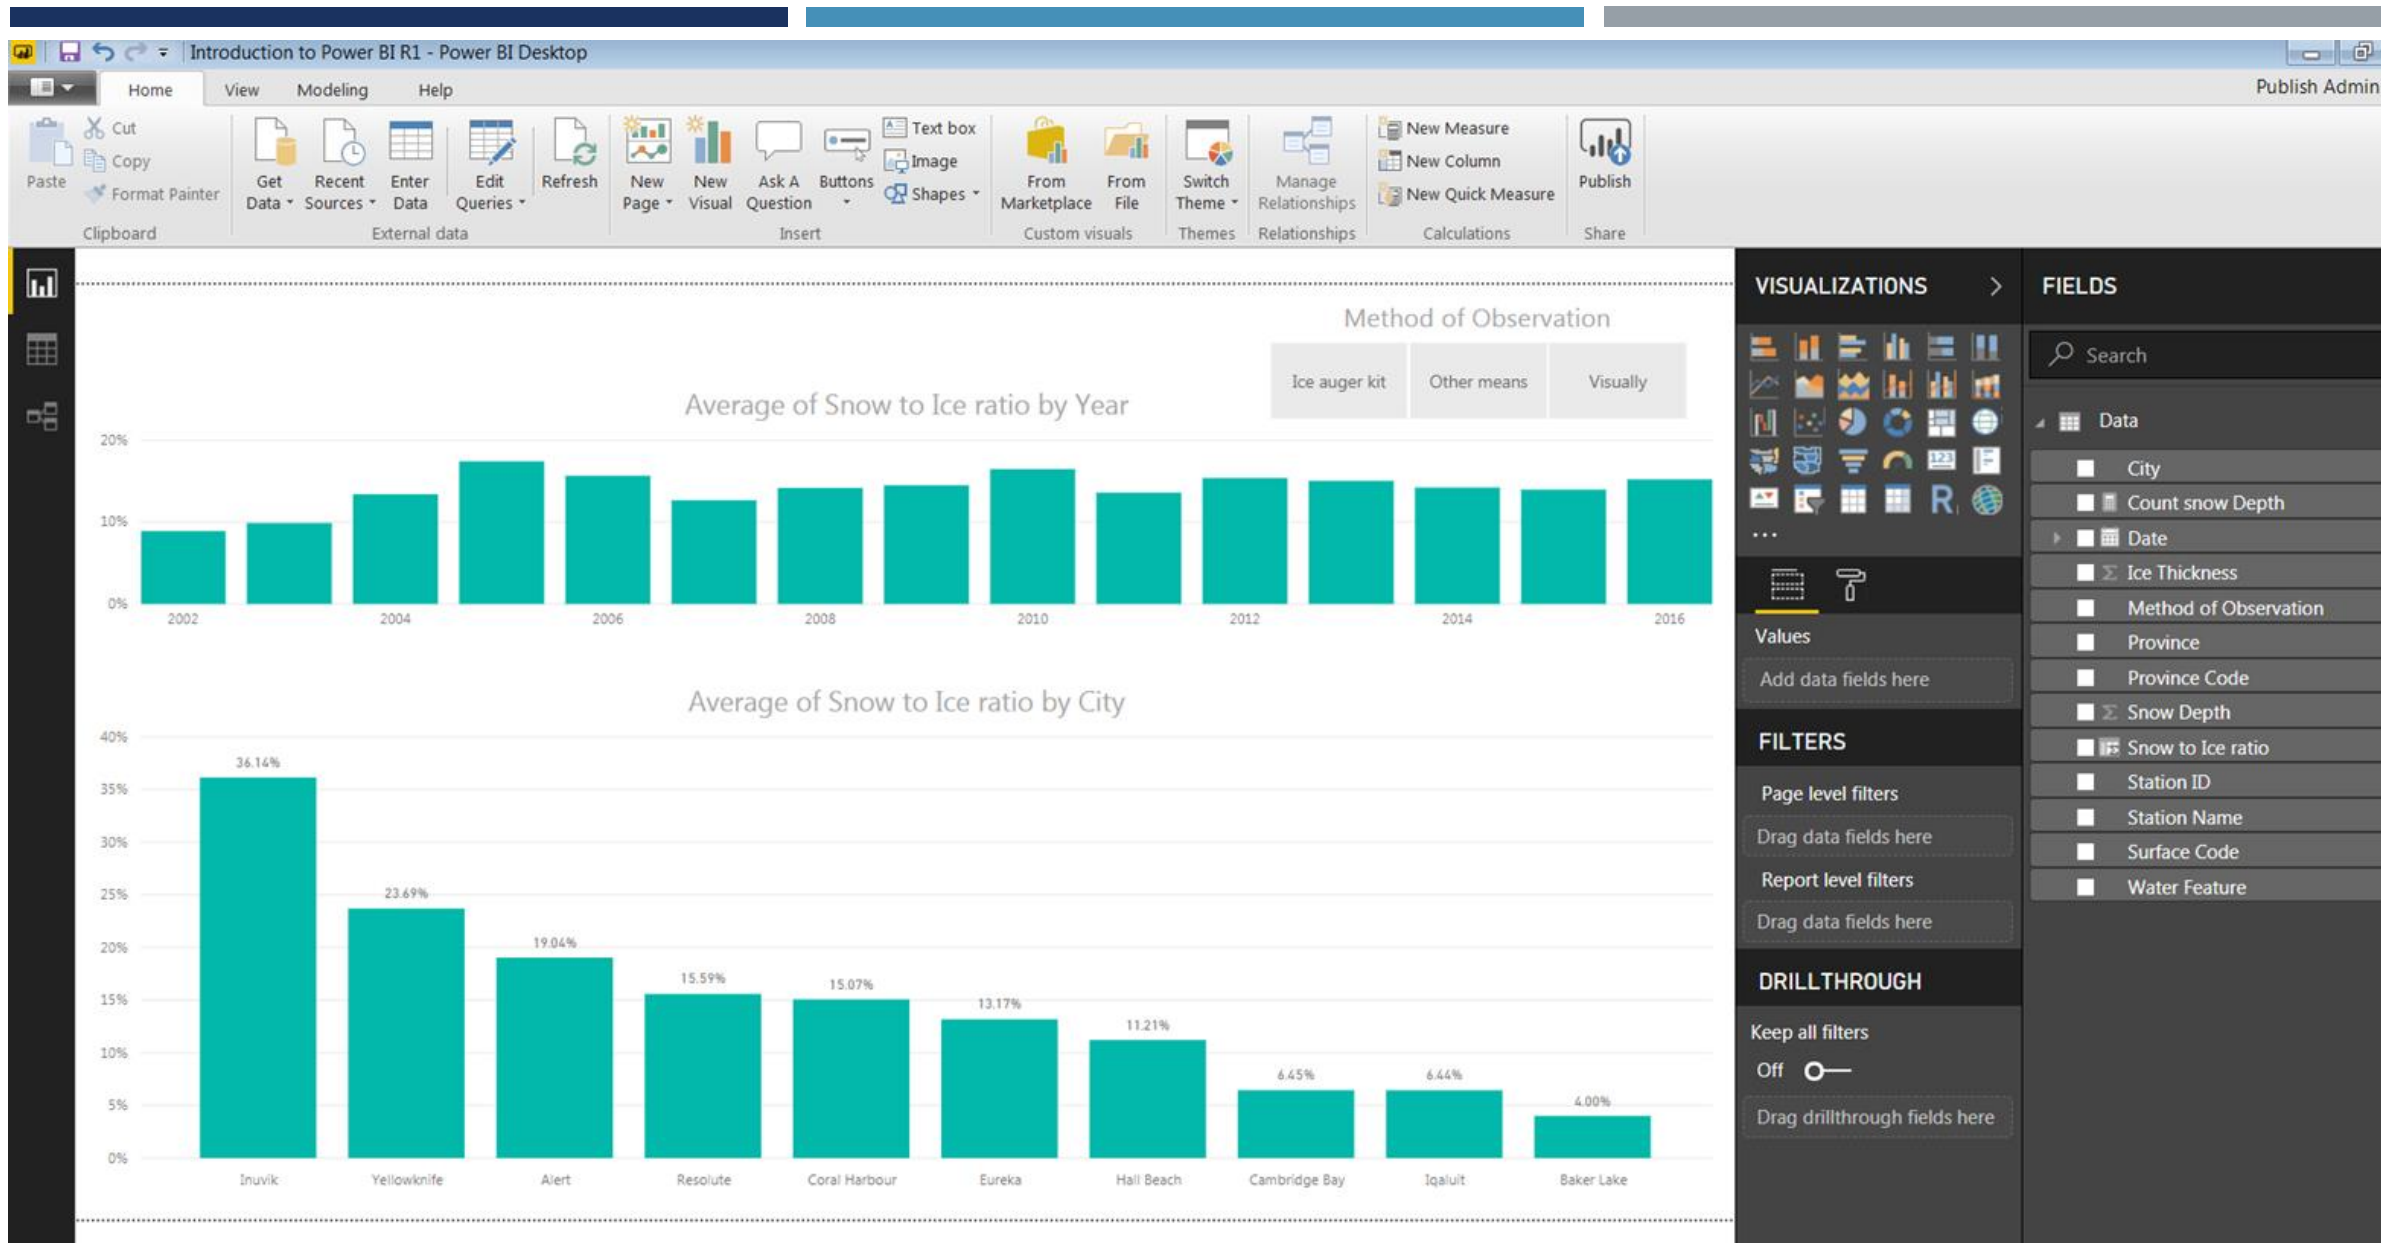 Introduction to Power BI R1 - Power BI Desktop
Home View Modeling Help
Publish Admin
Paste
Cut
Copy
Format Painter
Clipboard
Get Data
Recent Sources
Enter Data
Edit Queries
Refresh
External data
New Page
New Visual
Ask A Question
Buttons
Text box
Image
Shapes
Insert
From Marketplace
From File
Custom visuals
Switch Theme
Themes
Manage Relationships
Relationships
New Measure
New Column
New Quick Measure
Calculations
Publish
Share
Method of Observation
Ice auger kit Other means Visually
Average of Snow to Ice ratio by Year
20%
10%
0%
2002 2004 2006 2008 2010 2012 2014 2016
Average of Snow to Ice ratio by City
40%
35%
30%
25%
20%
15%
10%
5%
0%
36.14% 23.69% 19.04% 15.59% 15.07% 13.17% 11.21% 6.45% 6.44% 4.00%
Inuvik Yellowknife Alert Resolute Coral Harbour Eureka Hall Beach Cambridge Bay Iqaluit Baker Lake
VISUALIZATIONS
123
R
Values
Add data fields here
FILTERS
Page level filters
Drag data fields here
Report level filters
Drag data fields here
DRILLTHROUGH
Keep all filters
Off
Drag drillthrough fields here
FIELDS
Search
Data
City
Count snow Depth
Date
Ice Thickness
Method of Observation
Province
Province Code
Snow Depth
Snow to Ice ratio
Station ID
Station Name
Surface Code
Water Feature